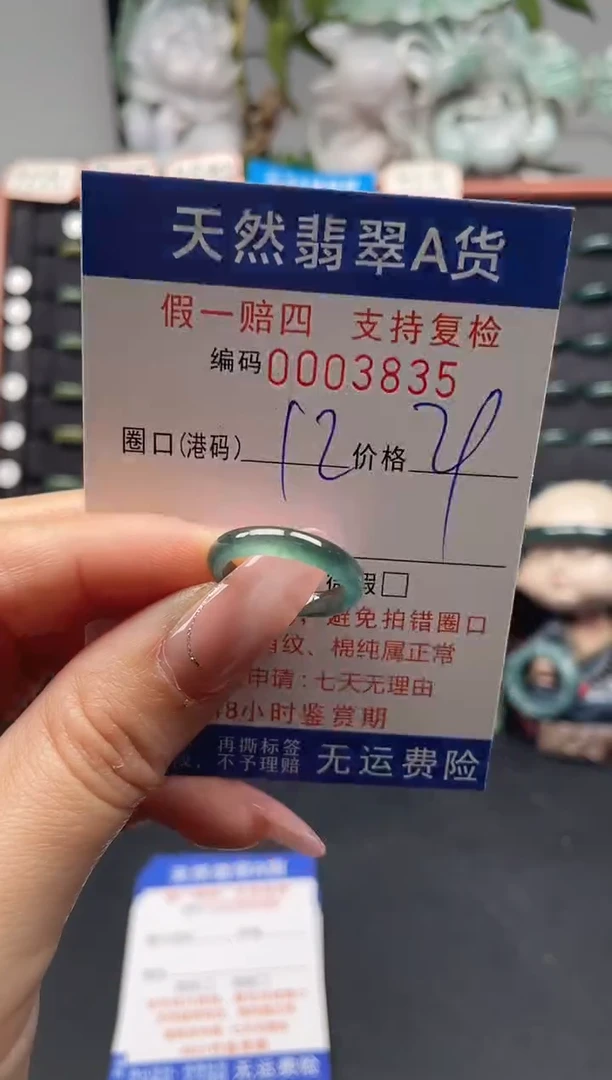 天然翡翠A货
假一赔四 支持复检
编码0003835
圈口(港码) 12 价格
瑕□
避免拍错圈口
纹、棉纯属正常
申请:七天无理由
8小时鉴赏期
再撕标签
不予理赔
无运费险